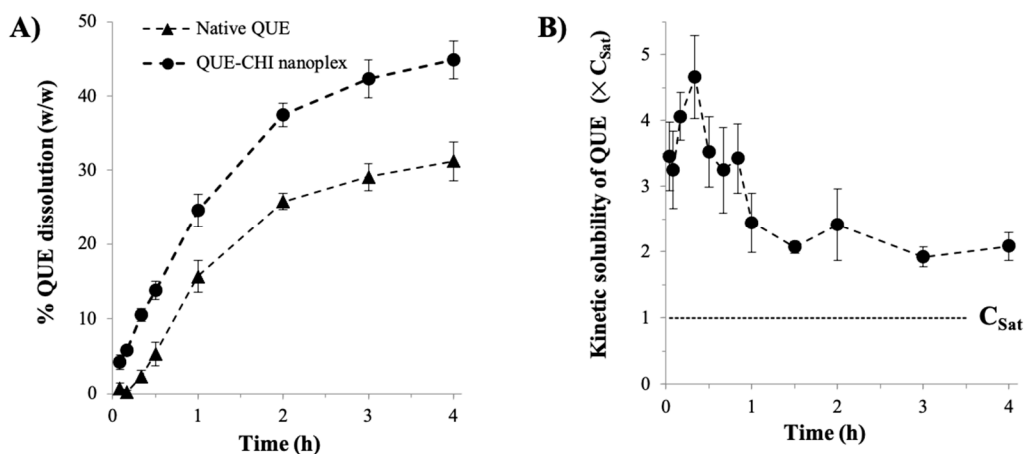 A)
Native QUE
QUE-CHI nanoplex
% QUE dissolution (w/w)
50
40
30
20
10
0
0 1 2 3 4
Time (h)
B)
Kinetic solubility of QUE (× CSat)
5
4
3
2
1
0
CSat
0 1 2 3 4
Time (h)